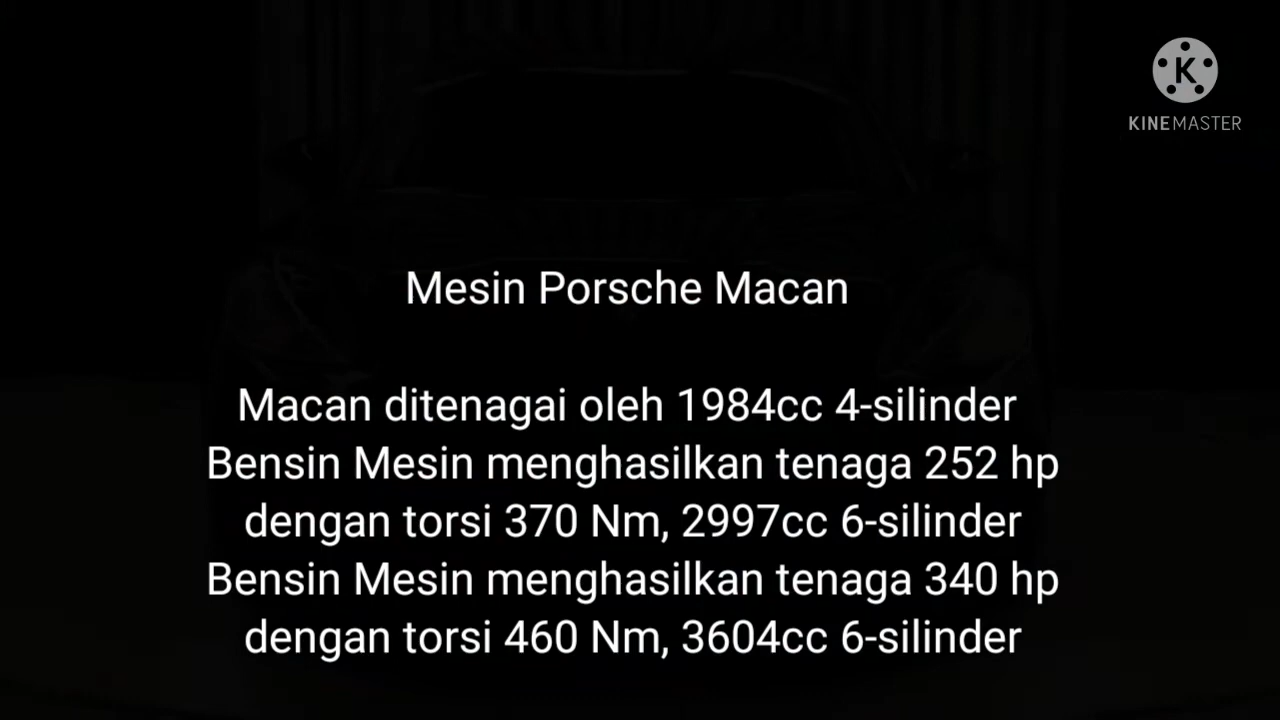 K
KINEMASTER
Mesin Porsche Macan
Macan ditenagai oleh 1984cc 4-silinder
Bensin Mesin menghasilkan tenaga 252 hp
dengan torsi 370 Nm, 2997cc 6-silinder
Bensin Mesin menghasilkan tenaga 340 hp
dengan torsi 460 Nm, 3604cc 6-silinder